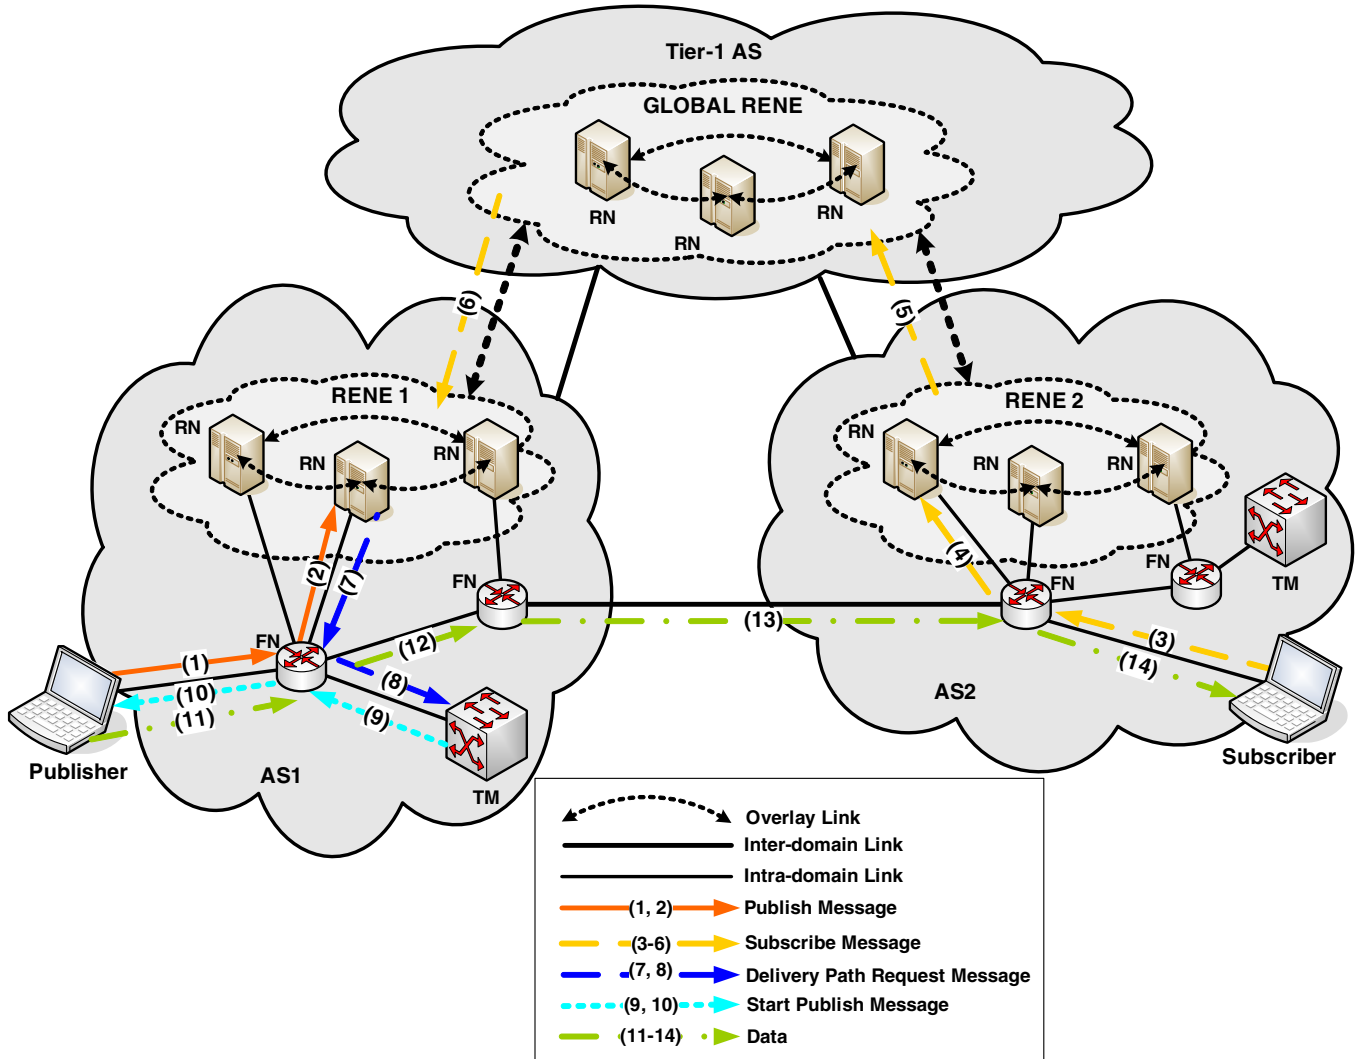 Tier-1 AS
GLOBAL RENE
RN
RN
RN
(6)
(5)
RENE 1
RN
RN
RN
RENE 2
RN
RN
RN
(2)
(7)
(4)
FN
FN
FN
FN
TM
(1)
(12)
(13)
(3)
(14)
(10)
(8)
(11)
(9)
AS2
Publisher
AS1
TM
Subscriber
Overlay Link
Inter-domain Link
Intra-domain Link
(1, 2) Publish Message
(3-6) Subscribe Message
(7, 8) Delivery Path Request Message
(9, 10) Start Publish Message
(11-14) Data